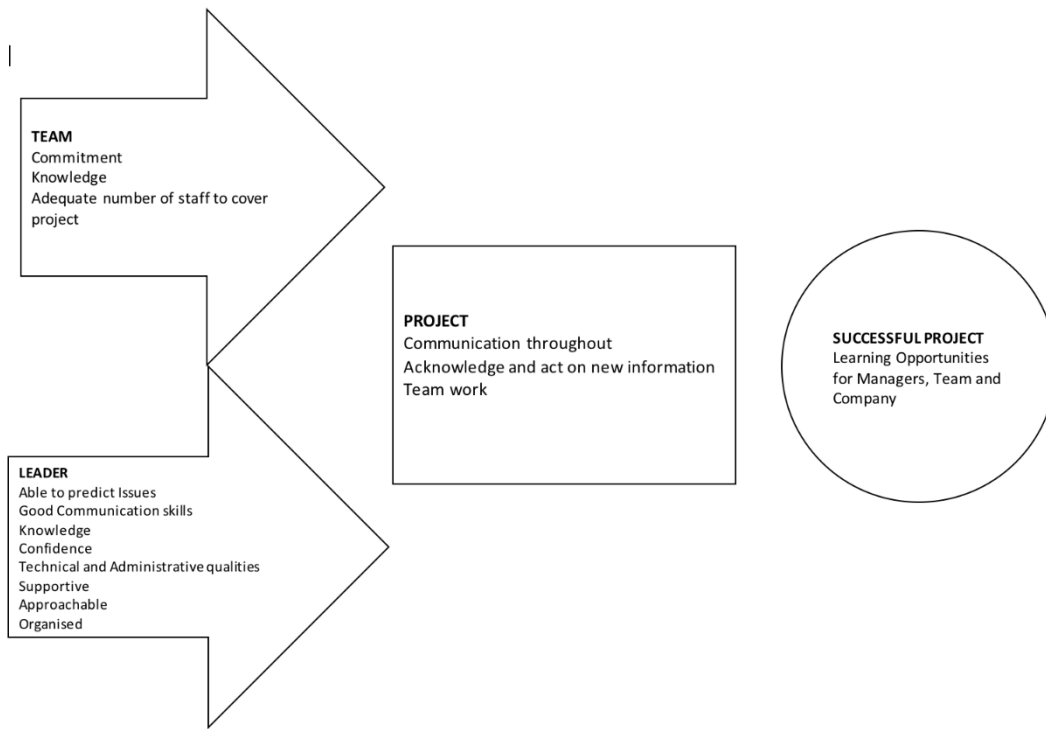 TEAM
Commitment
Knowledge
Adequate number of staff to cover
project
LEADER
Able to predict Issues
Good Communication skills
Knowledge
Confidence
Technical and Administrative qualities
Supportive
Approachable
Organised
PROJECT
Communication throughout
Acknowledge and act on new information
Team work
SUCCESSFUL PROJECT
Learning Opportunities
for Managers, Team and
Company